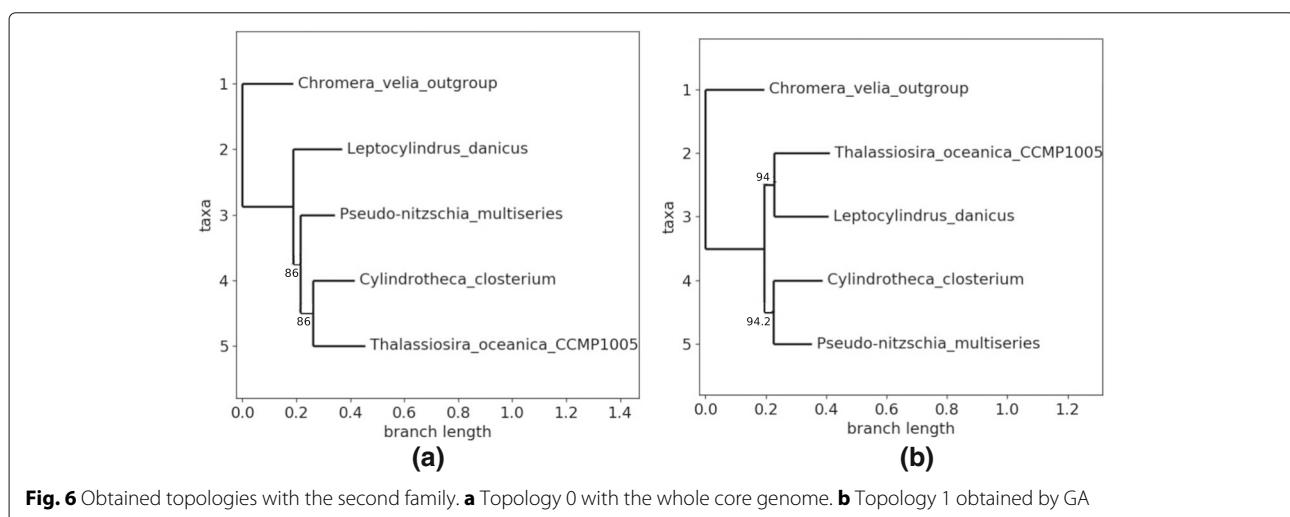 1
Chromera_velia_outgroup
2
Leptocylindrus_danicus
taxa
3
Pseudo-nitzschia_multiseries
86
4
Cylindrotheca_closterium
86
5
Thalassiosira_oceanica_CCMP1005
0.0 0.2 0.4 0.6 0.8 1.0 1.2 1.4
branch length
(a)
1
Chromera_velia_outgroup
2
Thalassiosira_oceanica_CCMP1005
94
taxa
3
Leptocylindrus_danicus
4
Cylindrotheca_closterium
94.2
5
Pseudo-nitzschia_multiseries
0.0 0.2 0.4 0.6 0.8 1.0 1.2
branch length
(b)
Fig. 6 Obtained topologies with the second family. a Topology 0 with the whole core genome. b Topology 1 obtained by GA